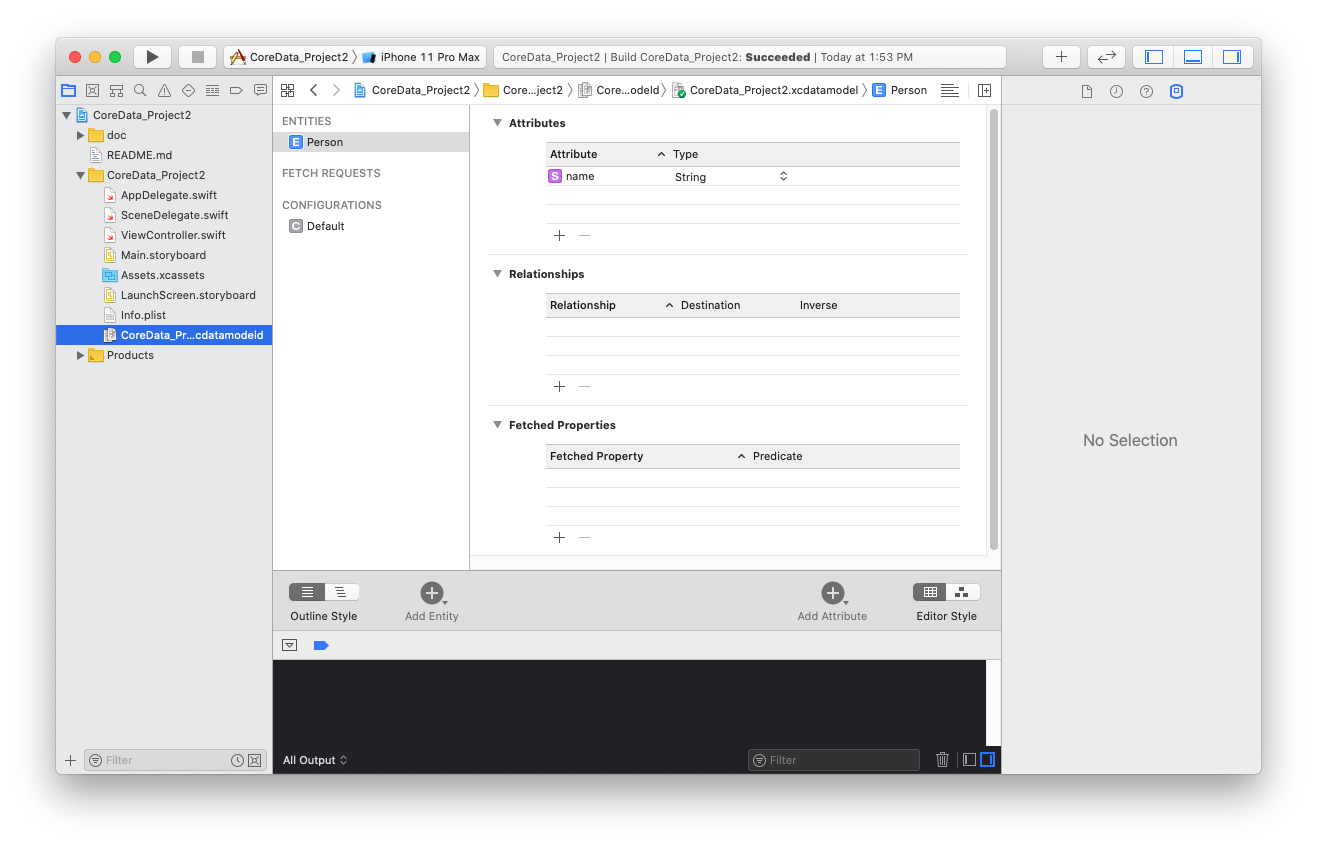 CoreData_Project2 iPhone 11 Pro Max
CoreData_Project2 | Build CoreData_Project2: Succeeded | Today at 1:53 PM
CoreData_Project2
doc
README.md
CoreData_Project2
AppDelegate.swift
SceneDelegate.swift
ViewController.swift
Main.storyboard
Assets.xcassets
LaunchScreen.storyboard
Info.plist
CoreData_Pr...cdatamodeld
Products
Filter
CoreData_Project2 Core...ject2 Core...odeld CoreData_Project2.xcdatamodel E Person
ENTITIES
E Person
FETCH REQUESTS
CONFIGURATIONS
C Default
Attributes
Attribute Type
S name String
Relationships
Relationship Destination Inverse
Fetched Properties
Fetched Property Predicate
Outline Style Add Entity Add Attribute Editor Style
All Output Filter
No Selection